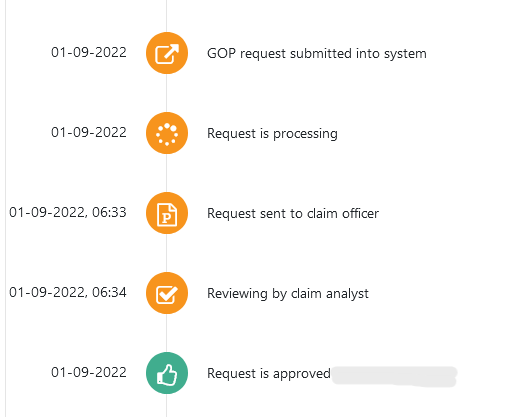 01-09-2022 GOP request submitted into system
01-09-2022 Request is processing
01-09-2022, 06:33 P Request sent to claim officer
01-09-2022, 06:34 Reviewing by claim analyst
01-09-2022 Request is approved